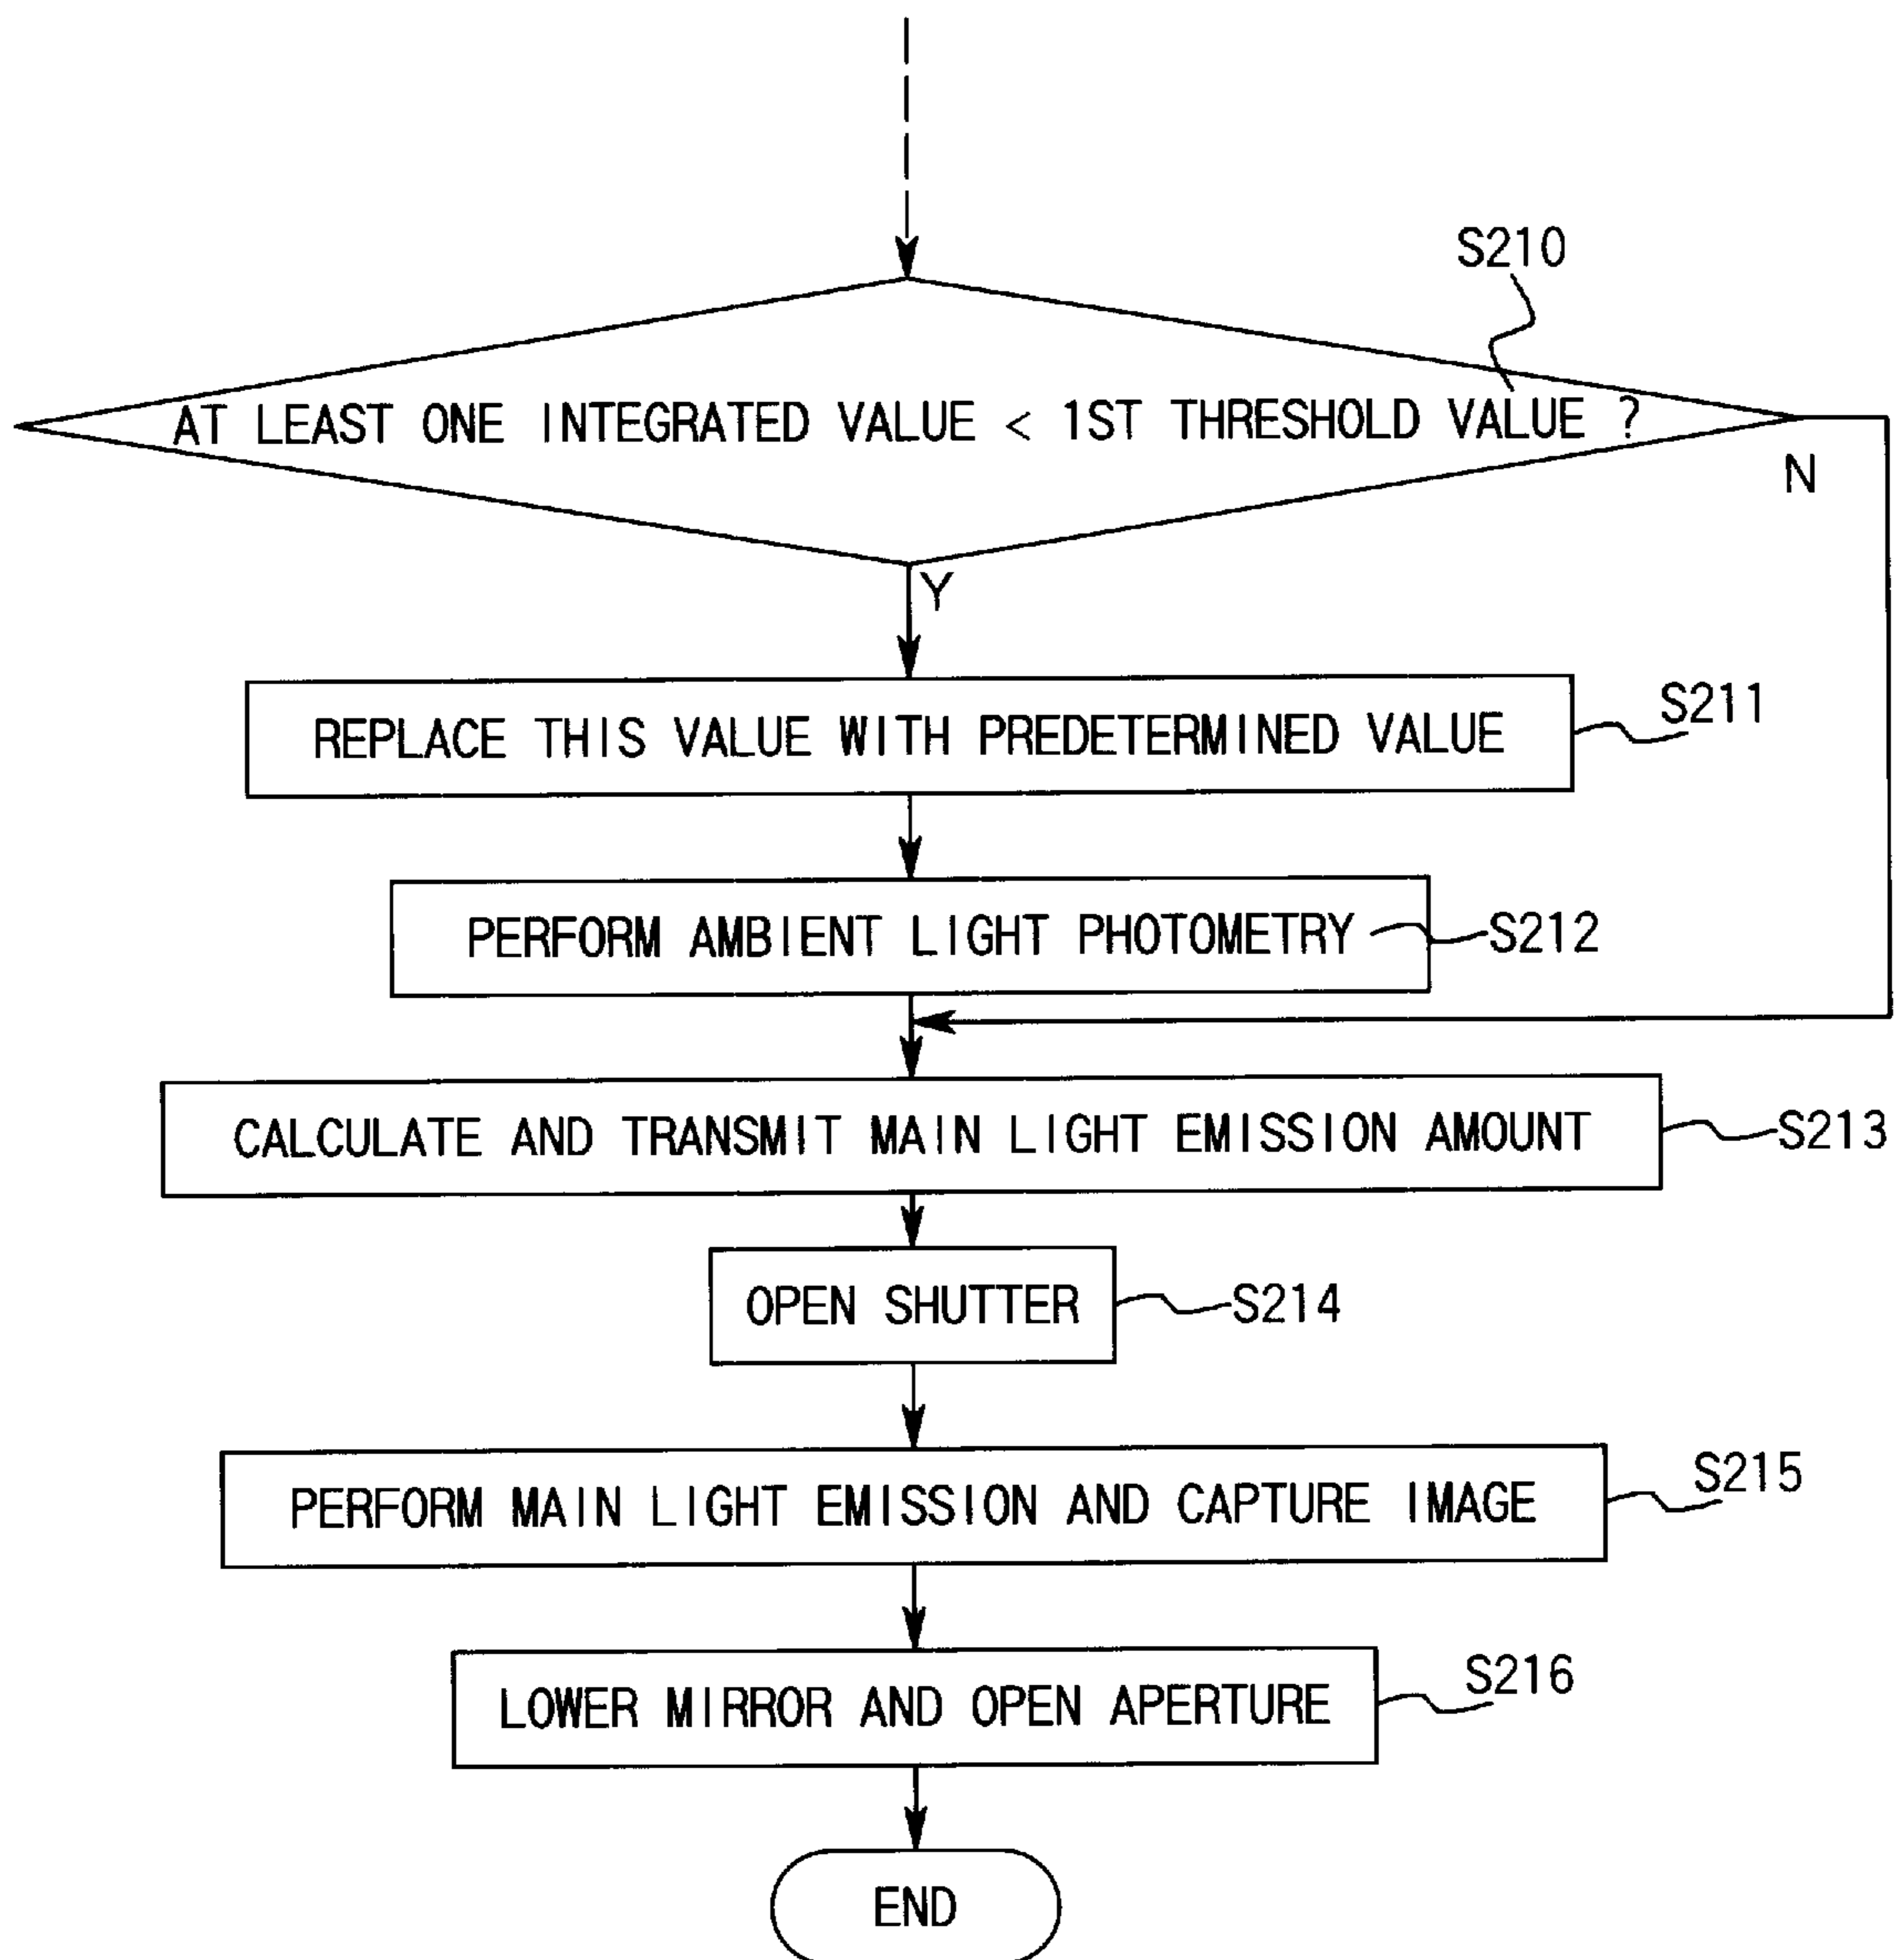 S210
AT LEAST ONE INTEGRATED VALUE < 1ST THRESHOLD VALUE ?
N
Y
REPLACE THIS VALUE WITH PREDETERMINED VALUE
S211
PERFORM AMBIENT LIGHT PHOTOMETRY
S212
CALCULATE AND TRANSMIT MAIN LIGHT EMISSION AMOUNT
S213
OPEN SHUTTER
S214
PERFORM MAIN LIGHT EMISSION AND CAPTURE IMAGE
S215
LOWER MIRROR AND OPEN APERTURE
S216
END